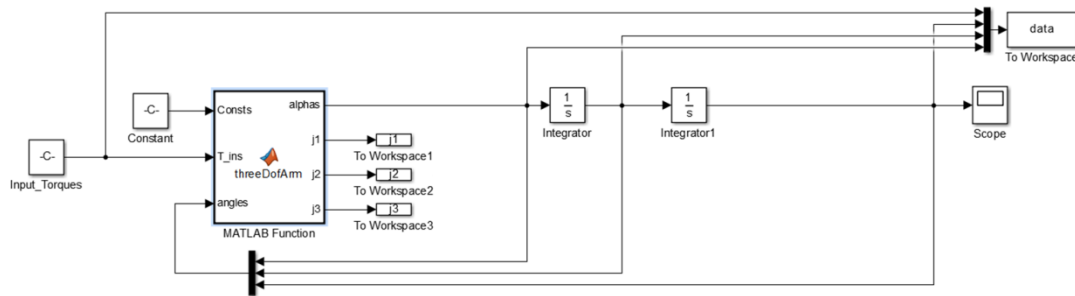 data
To Workspace
-C-
Constant
Consts
alphas
1
s
Integrator
1
s
Integrator1
Scope
j1
j1
To Workspace1
-C-
Input_Torques
T_ins
threeDofArm
j2
j2
To Workspace2
angles
j3
j3
To Workspace3
MATLAB Function